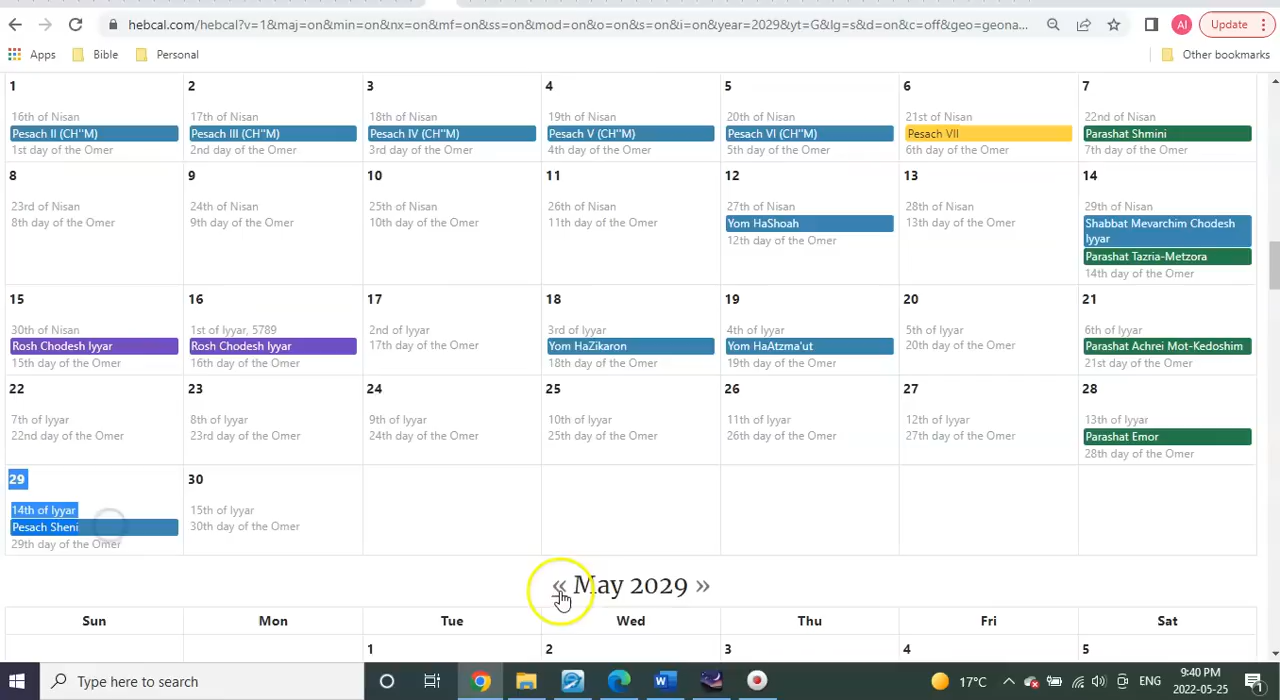 hebcal.com/hebcal?v=1&maj=on&min=on&nx=on&mf=on&ss=on&mod=on&o=on&s=on&i=on&year=2029&yt=G&lg=s&d=on&c=off&geo=geona...
AI
Update
Apps
Bible
Personal
Other bookmarks
1 2 3 4 5 6 7
16th of Nisan 17th of Nisan 18th of Nisan 19th of Nisan 20th of Nisan 21st of Nisan 22nd of Nisan
Pesach II (CH"M) Pesach III (CH"M) Pesach IV (CH"M) Pesach V (CH"M) Pesach VI (CH"M) Pesach VII Parashat Shmini
1st day of the Omer 2nd day of the Omer 3rd day of the Omer 4th day of the Omer 5th day of the Omer 6th day of the Omer 7th day of the Omer
8 9 10 11 12 13 14
23rd of Nisan 24th of Nisan 25th of Nisan 26th of Nisan 27th of Nisan 28th of Nisan 29th of Nisan
8th day of the Omer 9th day of the Omer 10th day of the Omer 11th day of the Omer Yom HaShoah 13th day of the Omer Shabbat Mevarchim Chodesh
12th day of the Omer Iyyar
Parashat Tazria-Metzora
14th day of the Omer
15 16 17 18 19 20 21
30th of Nisan 1st of Iyyar, 5789 2nd of Iyyar 3rd of Iyyar 4th of Iyyar 5th of Iyyar 6th of Iyyar
Rosh Chodesh Iyyar Rosh Chodesh Iyyar 17th day of the Omer Yom HaZikaron Yom HaAtzma'ut 20th day of the Omer Parashat Achrei Mot-Kedoshim
15th day of the Omer 16th day of the Omer 18th day of the Omer 19th day of the Omer 21st day of the Omer
22 23 24 25 26 27 28
7th of Iyyar 8th of Iyyar 9th of Iyyar 10th of Iyyar 11th of Iyyar 12th of Iyyar 13th of Iyyar
22nd day of the Omer 23rd day of the Omer 24th day of the Omer 25th day of the Omer 26th day of the Omer 27th day of the Omer Parashat Emor
28th day of the Omer
29 30
14th of Iyyar 15th of Iyyar
Pesach Sheni 30th day of the Omer
29th day of the Omer
« May 2029 »
Sun Mon Tue Wed Thu Fri Sat
1 2 3 4 5
Type here to search
17°C
ENG
9:40 PM
2022-05-25
1